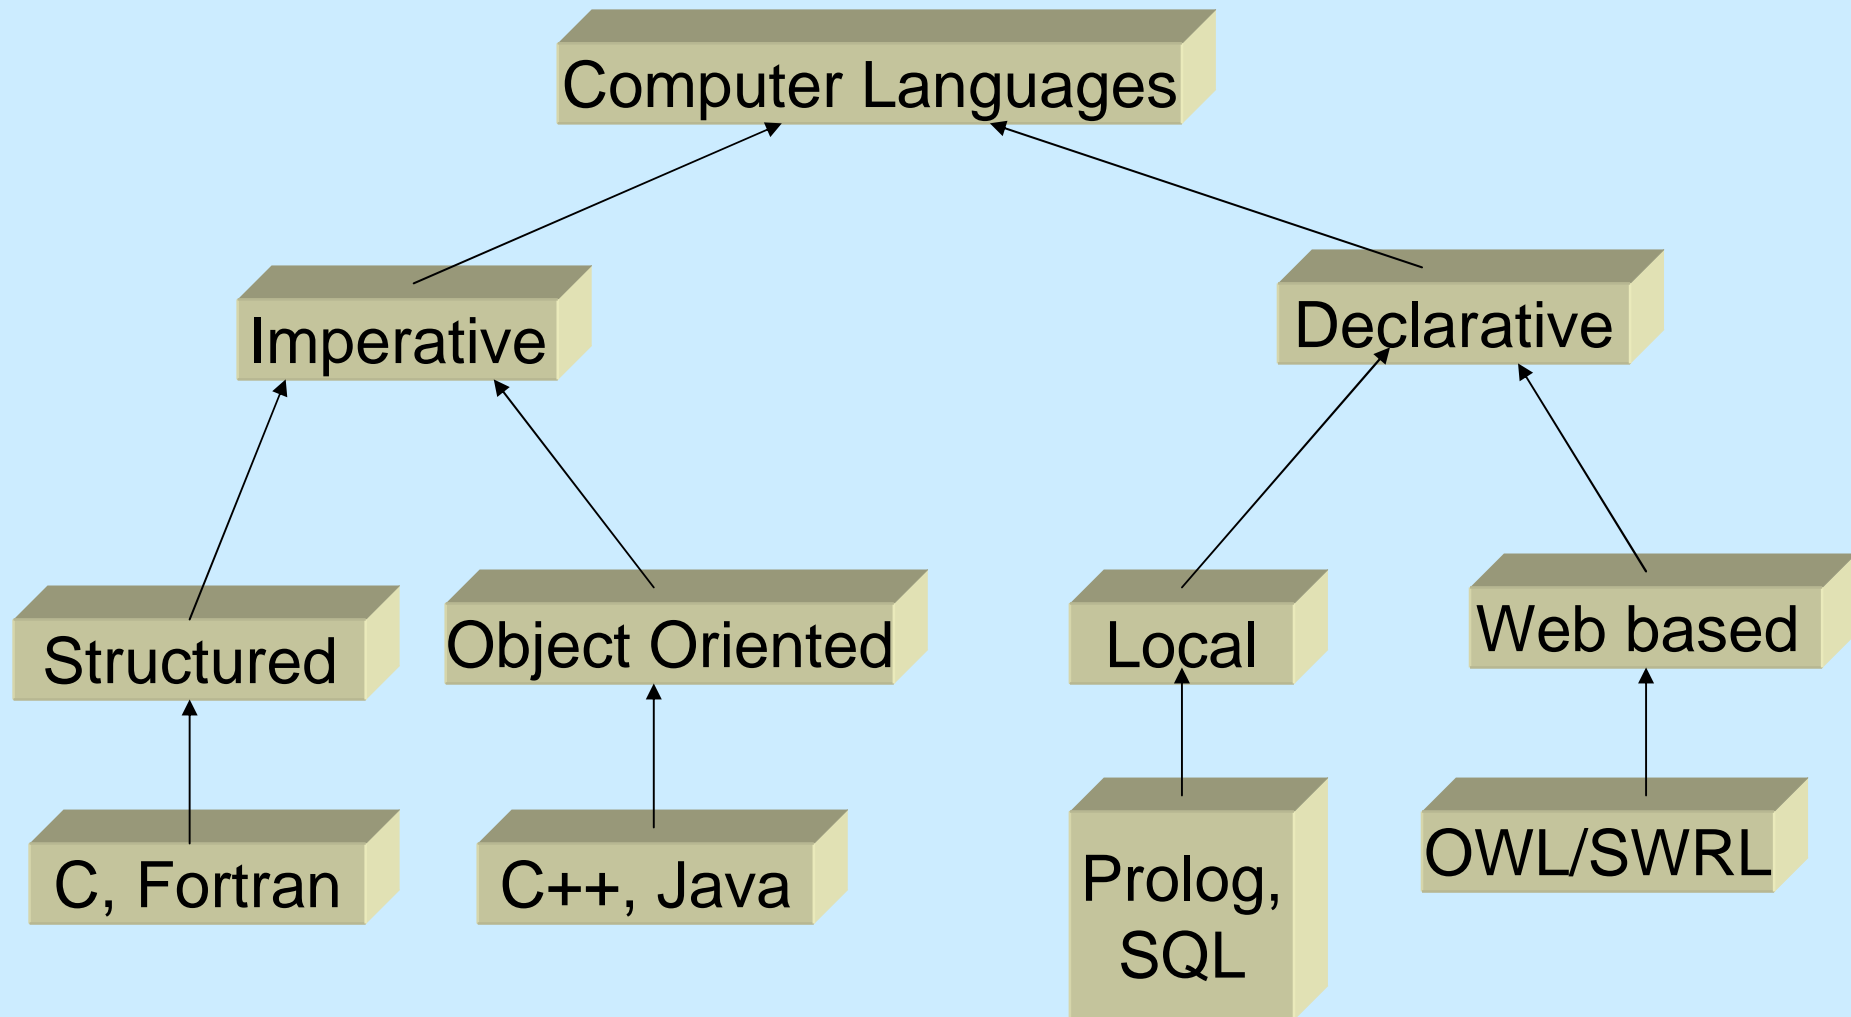 Computer Languages
Imperative
Declarative
Structured
Object Oriented
Local
Web based
C, Fortran
C++, Java
Prolog,
SQL
OWL/SWRL